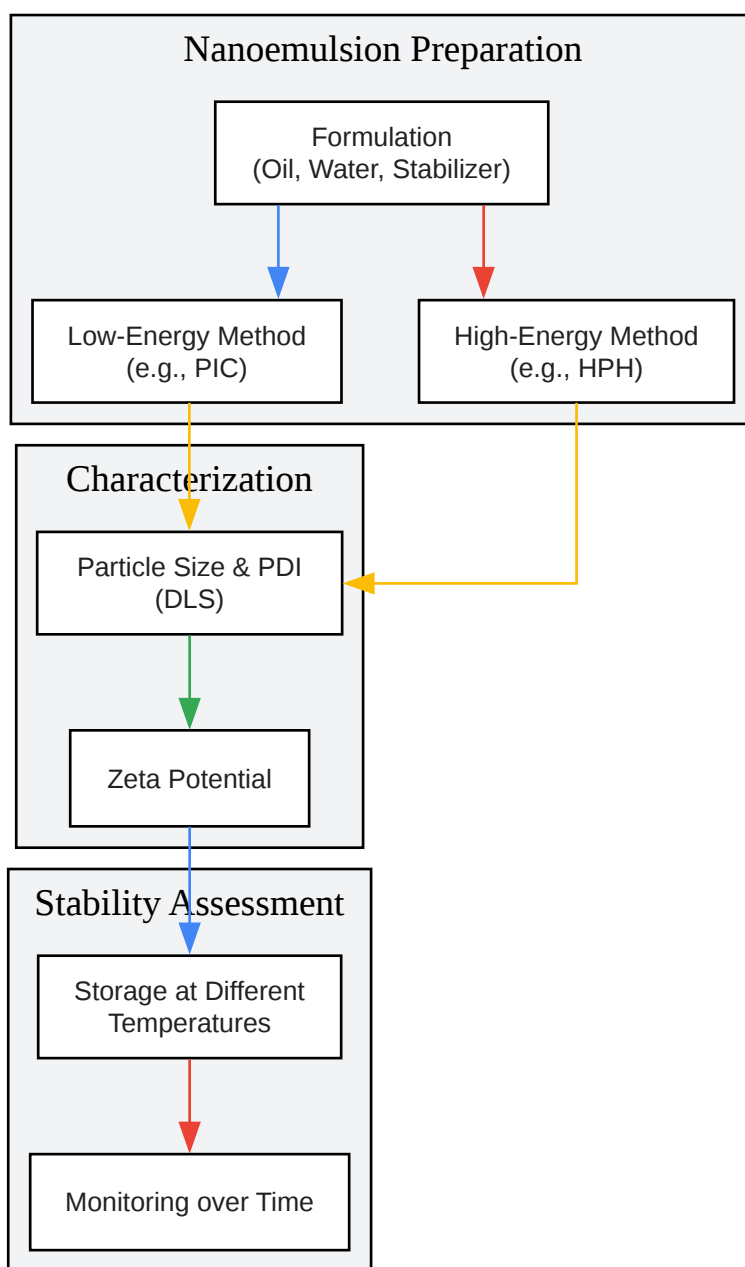 Nanoemulsion Preparation
Formulation
(Oil, Water, Stabilizer)
Low-Energy Method
(e.g., PIC)
High-Energy Method
(e.g., HPH)
Characterization
Particle Size & PDI
(DLS)
Zeta Potential
Stability Assessment
Storage at Different
Temperatures
Monitoring over Time